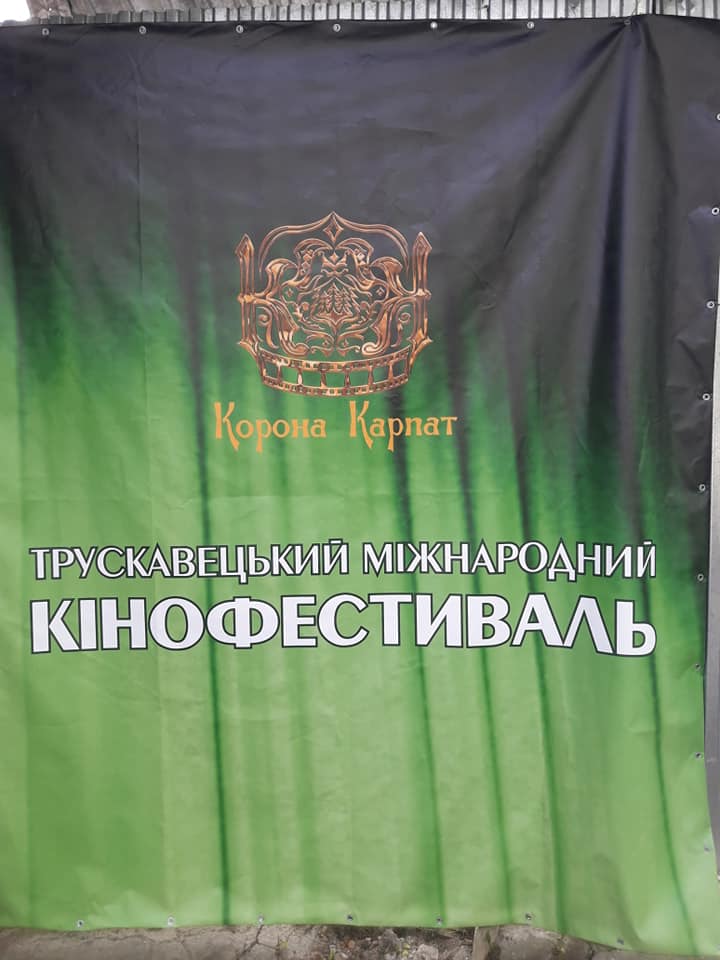 Корона Карпат
ТРУСКАВЕЦЬКИЙ МІЖНАРОДНИЙ
КІНОФЕСТИВАЛЬ